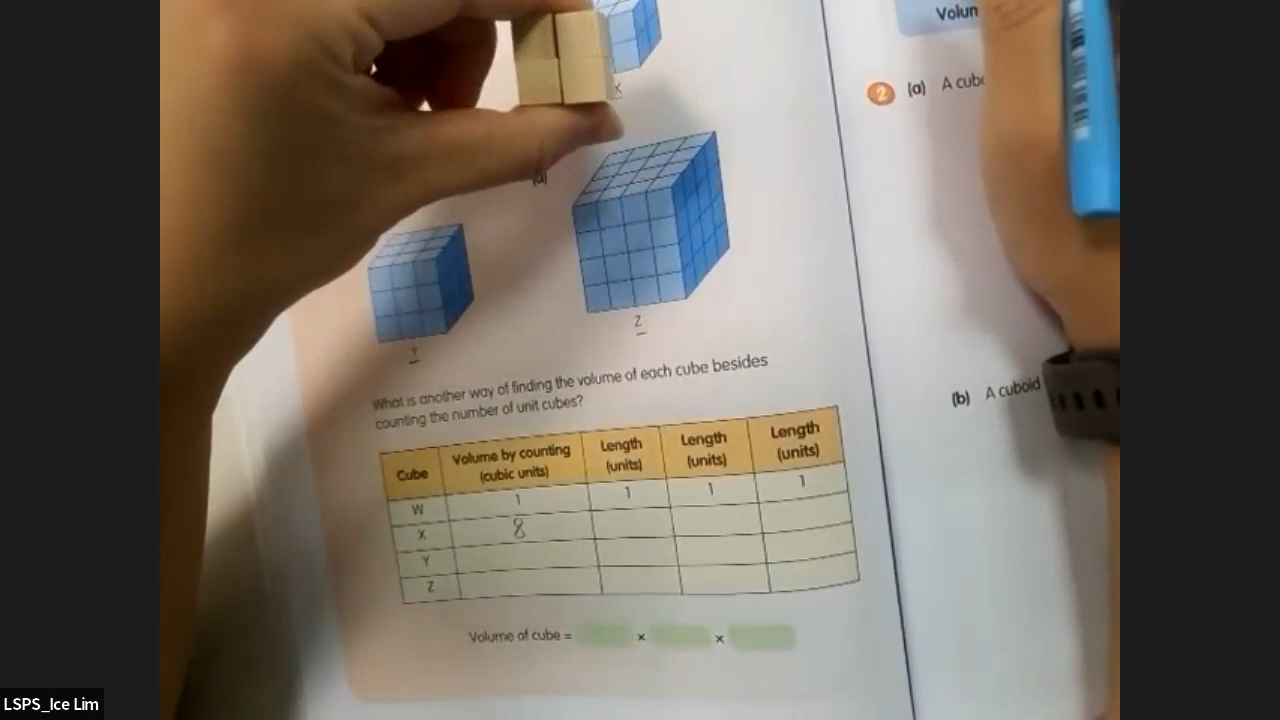 Volum
X
2 (a) A cube
(d)
Y
Z
What is another way of finding the volume of each cube besides
counting the number of unit cubes?
Cube Volume by counting (cubic units) Length (units) Length (units) Length (units)
W 1 1 1 1
X 8
Y
Z
Volume of cube = × ×
(b) A cuboid
LSPS_Ice Lim